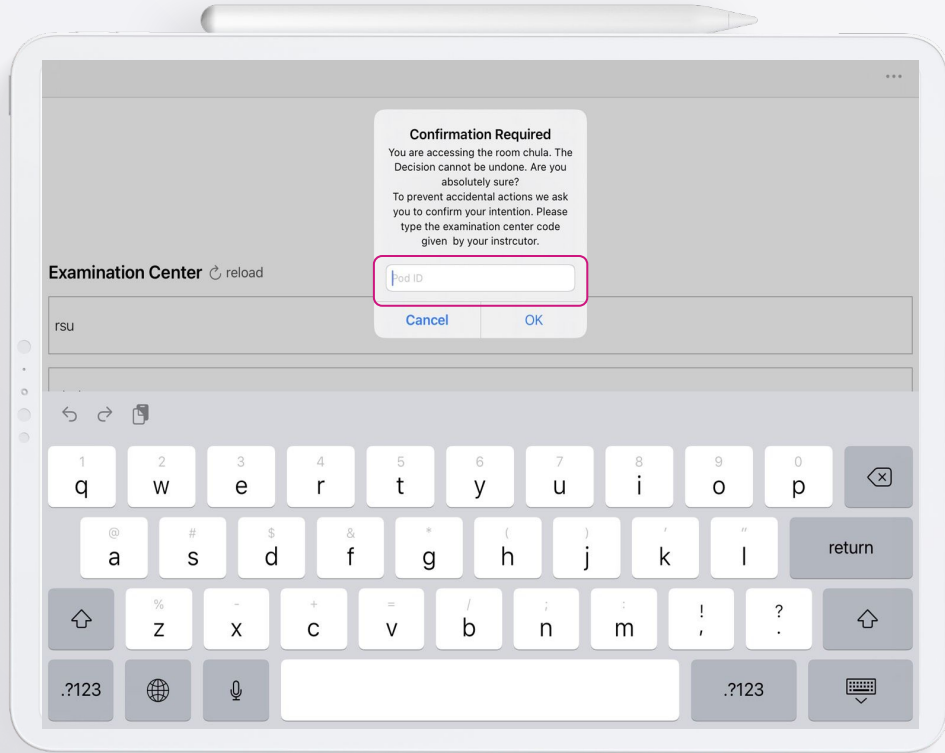 •••
Confirmation Required
You are accessing the room chula. The
Decision cannot be undone. Are you
absolutely sure?
To prevent accidental actions we ask
you to confirm your intention. Please
type the examination center code
given by your instrcutor.
Pod ID
Cancel OK
Examination Center reload
rsu
1 2 3 4 5 6 7 8 9 0
q w e r t y u i o p
@ # $ & * ( ) ' "
a s d f g h j k l return
% - + = / ; : ! ?
z x c v b n m , .
.?123 .?123